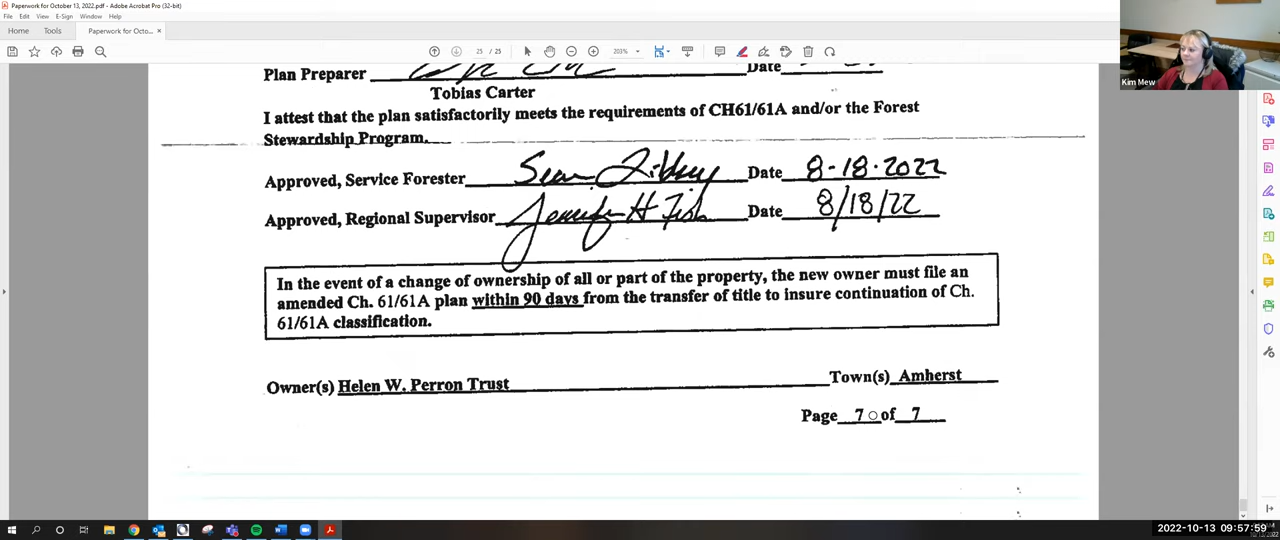 Paperwork for October 13, 2022.pdf - Adobe Acrobat Pro (32-bit)
File Edit View E-Sign Window Help
Home Tools Paperwork for Octo... ×
25 / 25 203%
Kim Mew
Plan Preparer Date
Tobias Carter
I attest that the plan satisfactorily meets the requirements of CH61/61A and/or the Forest
Stewardship Program.
Approved, Service Forester Sean Libbey Date 8-18-2022
Approved, Regional Supervisor Jennifer H Fish Date 8/18/22
In the event of a change of ownership of all or part of the property, the new owner must file an
amended Ch. 61/61A plan within 90 days from the transfer of title to insure continuation of Ch.
61/61A classification.
Owner(s) Helen W. Perron Trust Town(s) Amherst
Page 7 of 7
2022-10-13 09:57:59